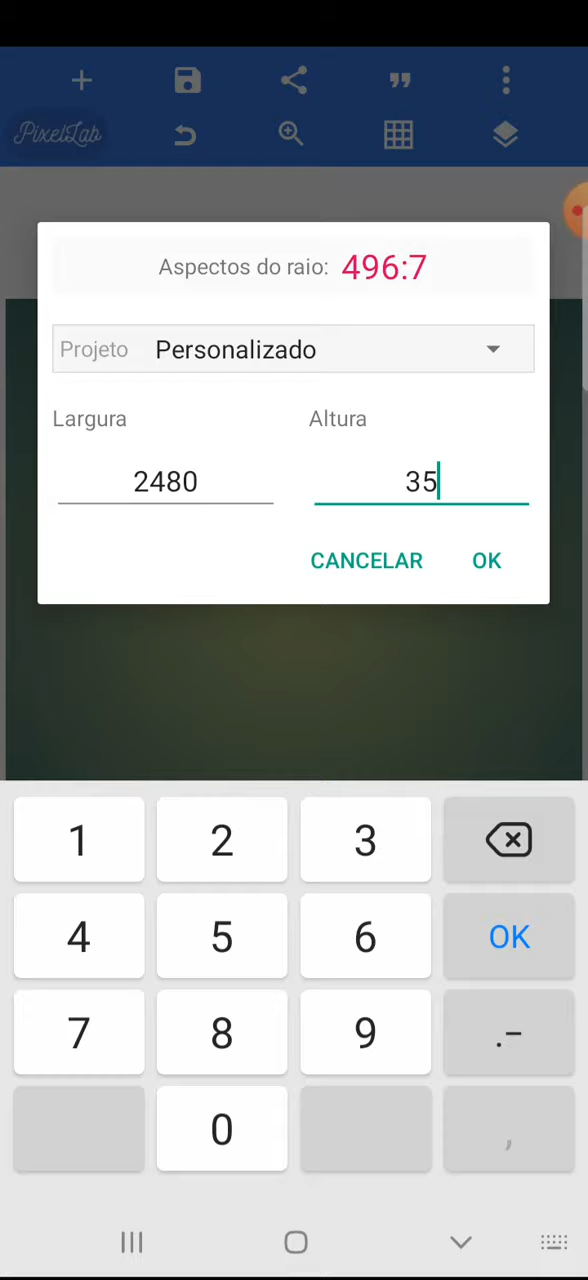 PixelLab
Aspectos do raio: 496:7
Projeto Personalizado
Largura Altura
2480 35
CANCELAR OK
1 2 3
4 5 6 OK
7 8 9 .-
0 ,